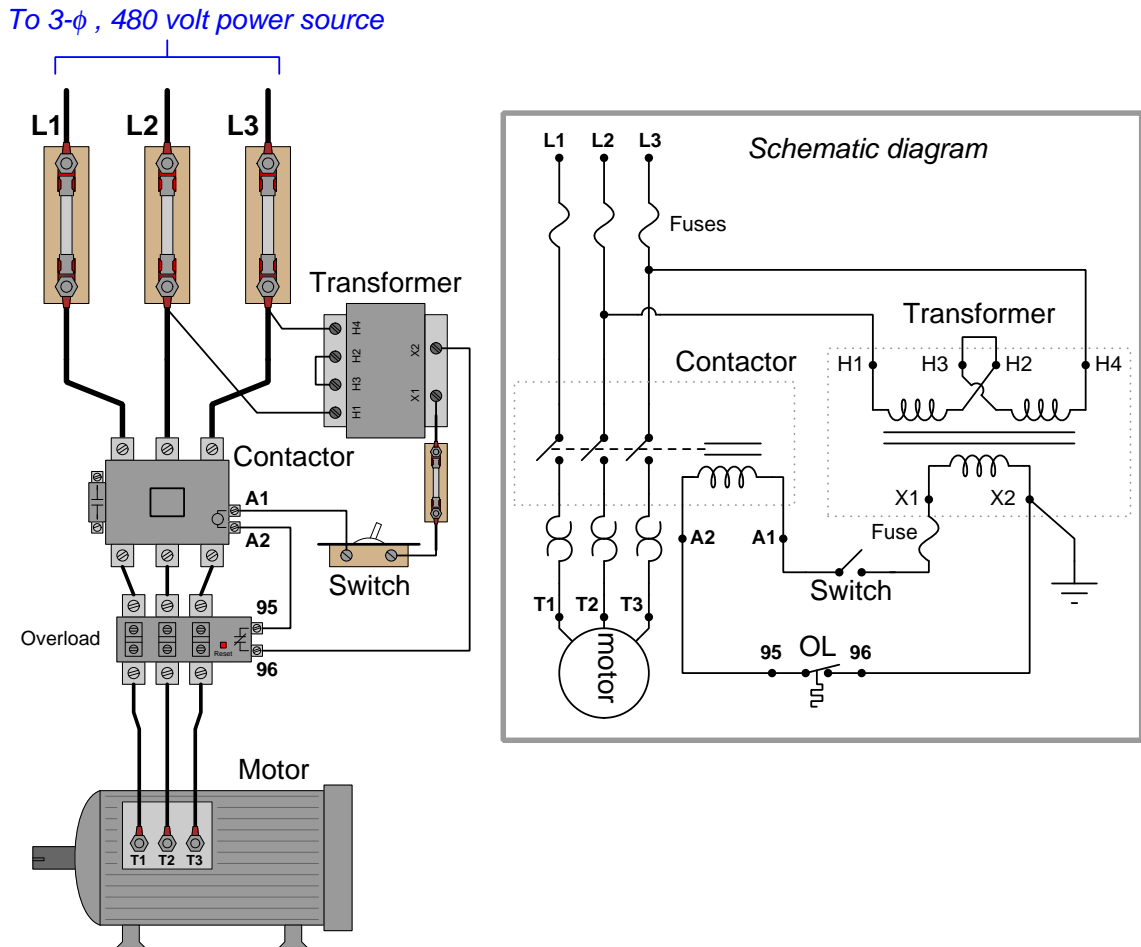 To 3-ϕ , 480 volt power source
L1 L2 L3
Transformer
H4
H2
H3
H1
X2
X1
Contactor
A1
A2
Switch
95
Overload
Reset
96
Motor
T1 T2 T3
Schematic diagram
L1 L2 L3
Fuses
Transformer
Contactor
H1 H3 H2 H4
X1 X2
Fuse
A2 A1
Switch
T1 T2 T3
motor
95 OL 96